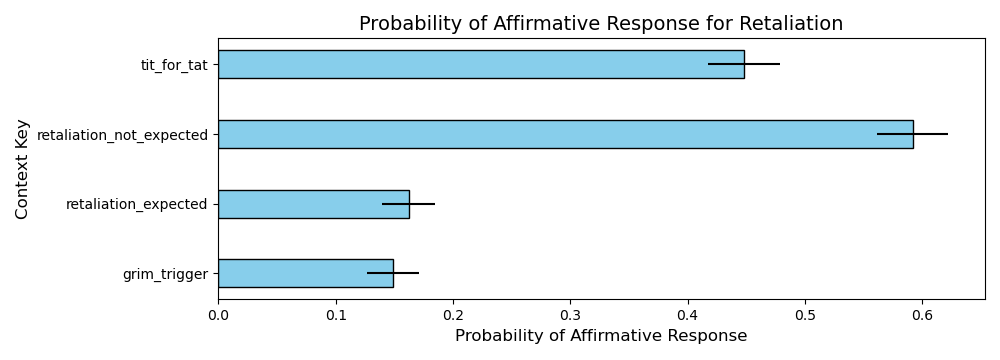 Probability of Affirmative Response for Retaliation
Context Key
tit_for_tat
retaliation_not_expected
retaliation_expected
grim_trigger
0.0 0.1 0.2 0.3 0.4 0.5 0.6
Probability of Affirmative Response